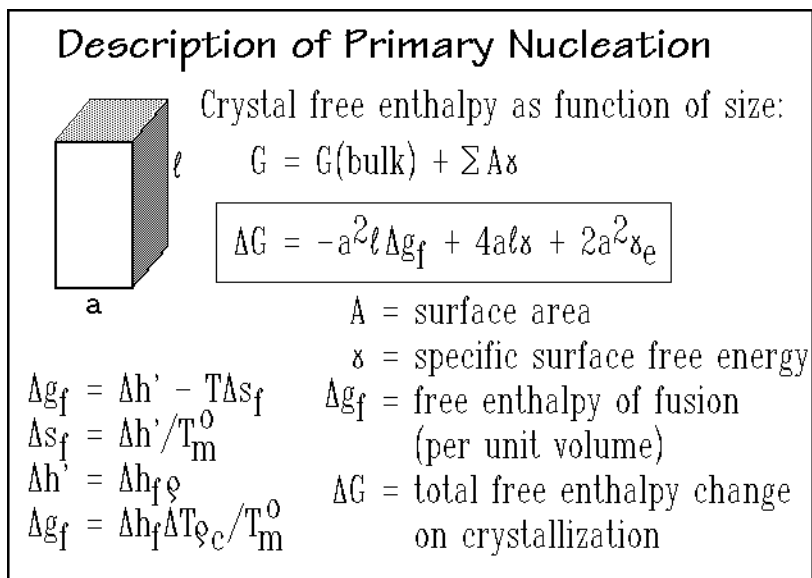 Description of Primary Nucleation
Crystal free enthalpy as function of size:
ℓ
G = G(bulk) + ΣAγ
ΔG = -a²ℓΔg_f + 4aℓγ + 2a²γ_e
a
A = surface area
γ = specific surface free energy
Δg_f = Δh' - TΔs_f
Δs_f = Δh'/T_m^o
Δh' = Δh_f ρ
Δg_f = Δh_f ΔTρ_c/T_m^o
Δg_f = free enthalpy of fusion
(per unit volume)
ΔG = total free enthalpy change
on crystallization